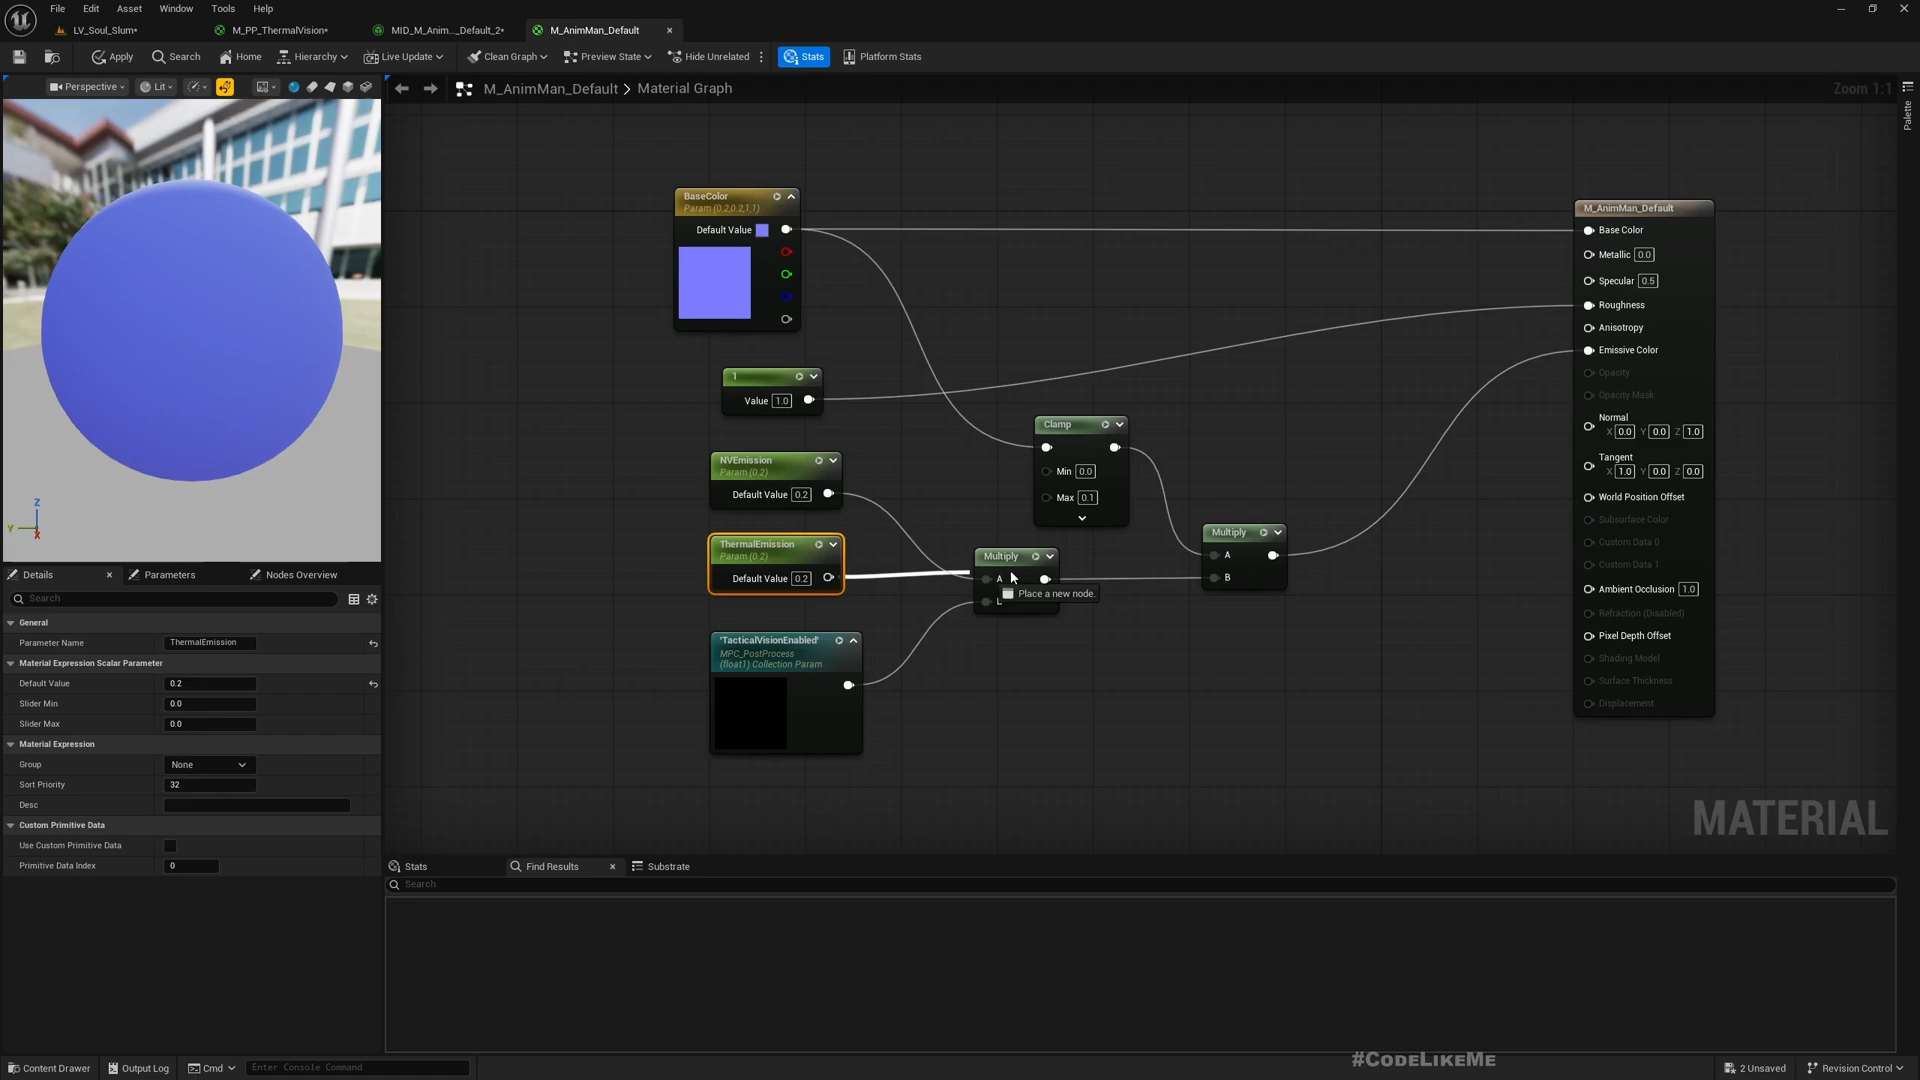 File Edit Asset Window Tools Help
LV_Soul_Slum* M_PP_ThermalVision* MID_M_Anim..._Default_2* M_AnimMan_Default
Apply Search Home Hierarchy Live Update Clean Graph Preview State Hide Unrelated Stats Platform Stats
Perspective Lit
M_AnimMan_Default > Material Graph
Zoom 1:1
Palette
BaseColor
Param (0.2,0.2,1,1)
Default Value
1
Value 1.0
NVEmission
Param (0.2)
Default Value 0.2
ThermalEmission
Param (0.2)
Default Value 0.2
'TacticalVisionEnabled'
MPC_PostProcess
(float1) Collection Param
Clamp
Min 0.0
Max 0.1
Multiply
A
Place a new node.
Multiply
A
B
M_AnimMan_Default
Base Color
Metallic 0.0
Specular 0.5
Roughness
Anisotropy
Emissive Color
Opacity
Opacity Mask
Normal
X 0.0 Y 0.0 Z 1.0
Tangent
X 1.0 Y 0.0 Z 0.0
World Position Offset
Subsurface Color
Custom Data 0
Custom Data 1
Ambient Occlusion 1.0
Refraction (Disabled)
Pixel Depth Offset
Shading Model
Surface Thickness
Displacement
MATERIAL
Z
Y
X
Details Parameters Nodes Overview
Search
General
Parameter Name ThermalEmission
Material Expression Scalar Parameter
Default Value 0.2
Slider Min 0.0
Slider Max 0.0
Material Expression
Group None
Sort Priority 32
Desc
Custom Primitive Data
Use Custom Primitive Data
Primitive Data Index 0
Stats Find Results Substrate
Search
#CODELIKEME
Content Drawer Output Log Cmd Enter Console Command 2 Unsaved Revision Control